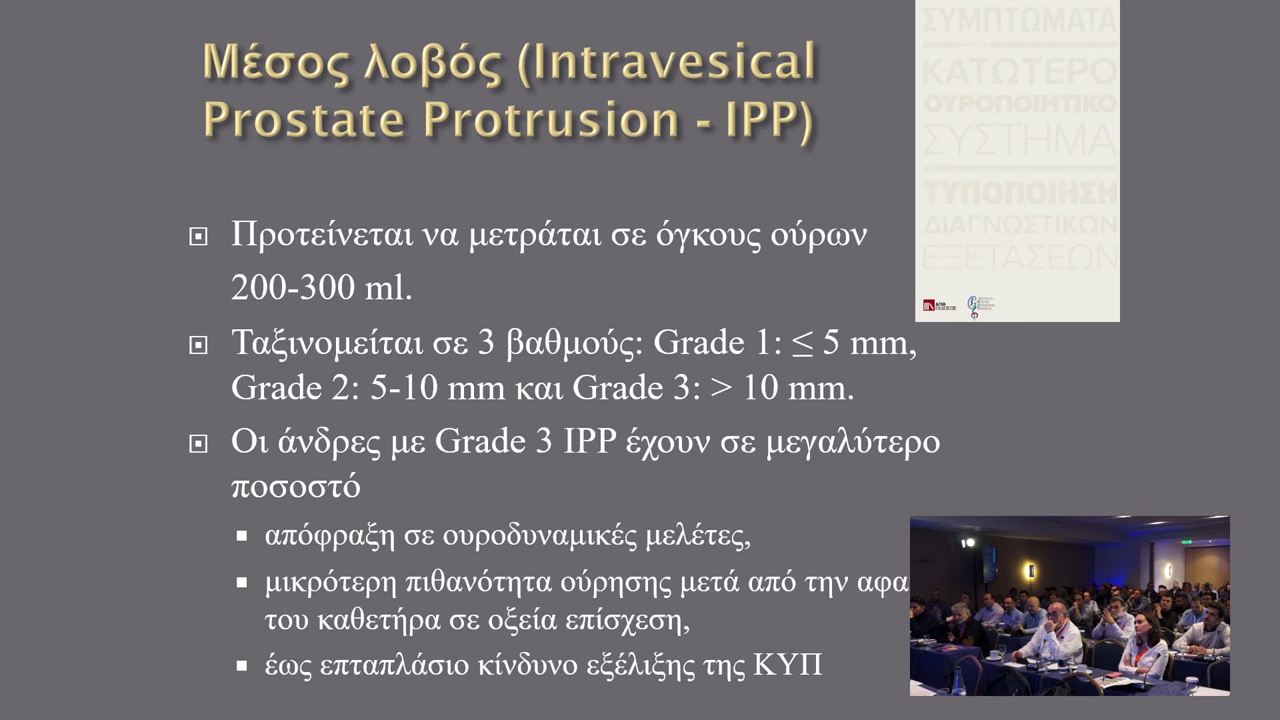 Μέσος λοβός (Intravesical
Prostate Protrusion - IPP)
Προτείνεται να μετράται σε όγκους ούρων
200-300 ml.
Ταξινομείται σε 3 βαθμούς: Grade 1: ≤ 5 mm,
Grade 2: 5-10 mm και Grade 3: > 10 mm.
Οι άνδρες με Grade 3 IPP έχουν σε μεγαλύτερο
ποσοστό
απόφραξη σε ουροδυναμικές μελέτες,
μικρότερη πιθανότητα ούρησης μετά από την αφα
του καθετήρα σε οξεία επίσχεση,
έως επταπλάσιο κίνδυνο εξέλιξης της ΚΥΠ
ΣΥΜΠΤΩΜΑΤΑ
ΚΑΤΩΤΕΡΟ
ΟΥΡΟΠΟΙΗΤΙΚΟ
ΣΥΣΤΗΜΑ
ΤΥΠΟΠΟΙΗΣΗ
ΔΙΑΓΝΩΣΤΙΚΩΝ
ΕΞΕΤΑΣΕΩΝ